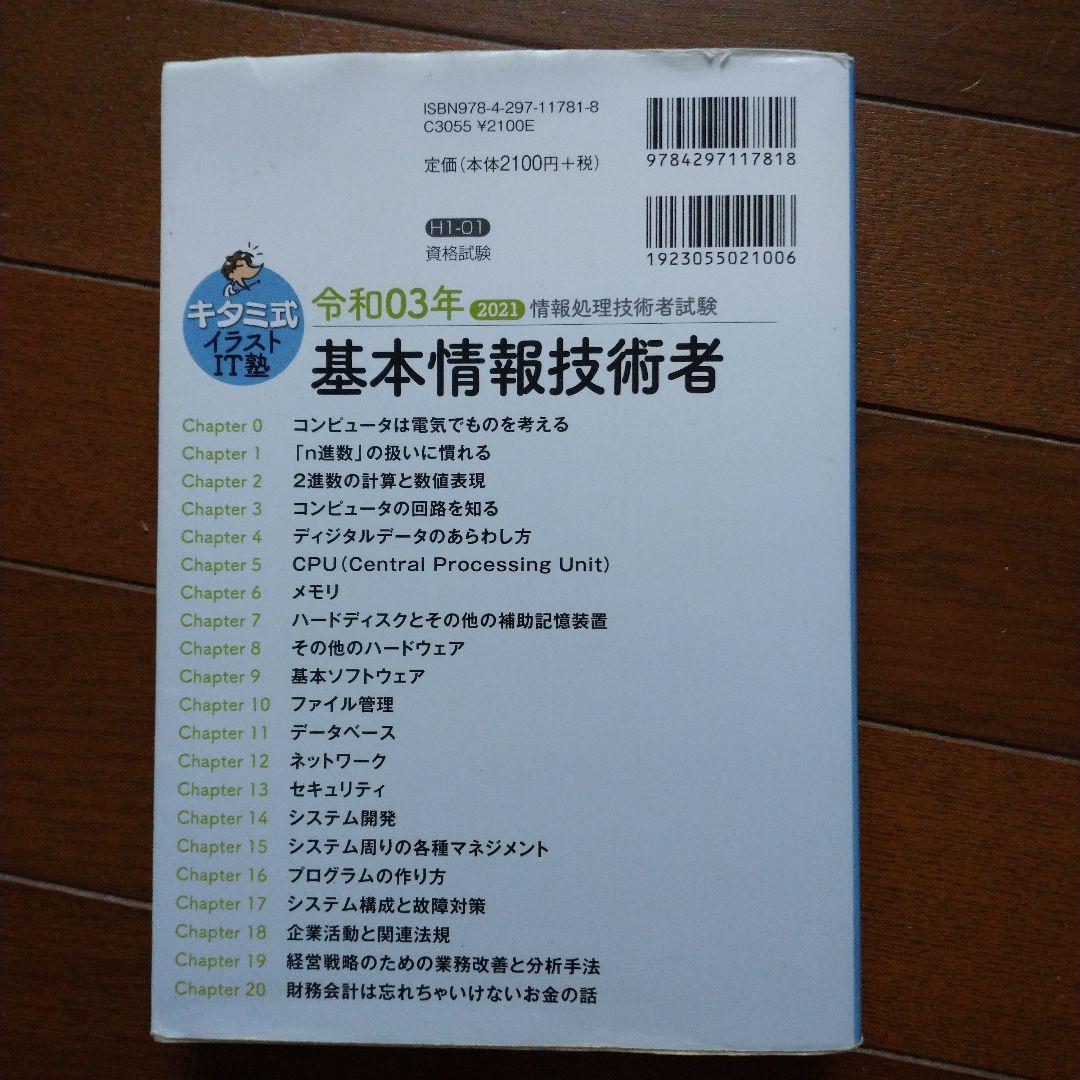 ISBN978-4-297-11781-8
C3055 ¥2100E
定価(本体2100円+税)
9784297117818
H1-01
資格試験
1923055021006
キタミ式
イラスト
IT塾
令和03年 2021 情報処理技術者試験
基本情報技術者
Chapter 0 コンピュータは電気でものを考える
Chapter 1 「n進数」の扱いに慣れる
Chapter 2 2進数の計算と数値表現
Chapter 3 コンピュータの回路を知る
Chapter 4 ディジタルデータのあらわし方
Chapter 5 CPU(Central Processing Unit)
Chapter 6 メモリ
Chapter 7 ハードディスクとその他の補助記憶装置
Chapter 8 その他のハードウェア
Chapter 9 基本ソフトウェア
Chapter 10 ファイル管理
Chapter 11 データベース
Chapter 12 ネットワーク
Chapter 13 セキュリティ
Chapter 14 システム開発
Chapter 15 システム周りの各種マネジメント
Chapter 16 プログラムの作り方
Chapter 17 システム構成と故障対策
Chapter 18 企業活動と関連法規
Chapter 19 経営戦略のための業務改善と分析手法
Chapter 20 財務会計は忘れちゃいけないお金の話